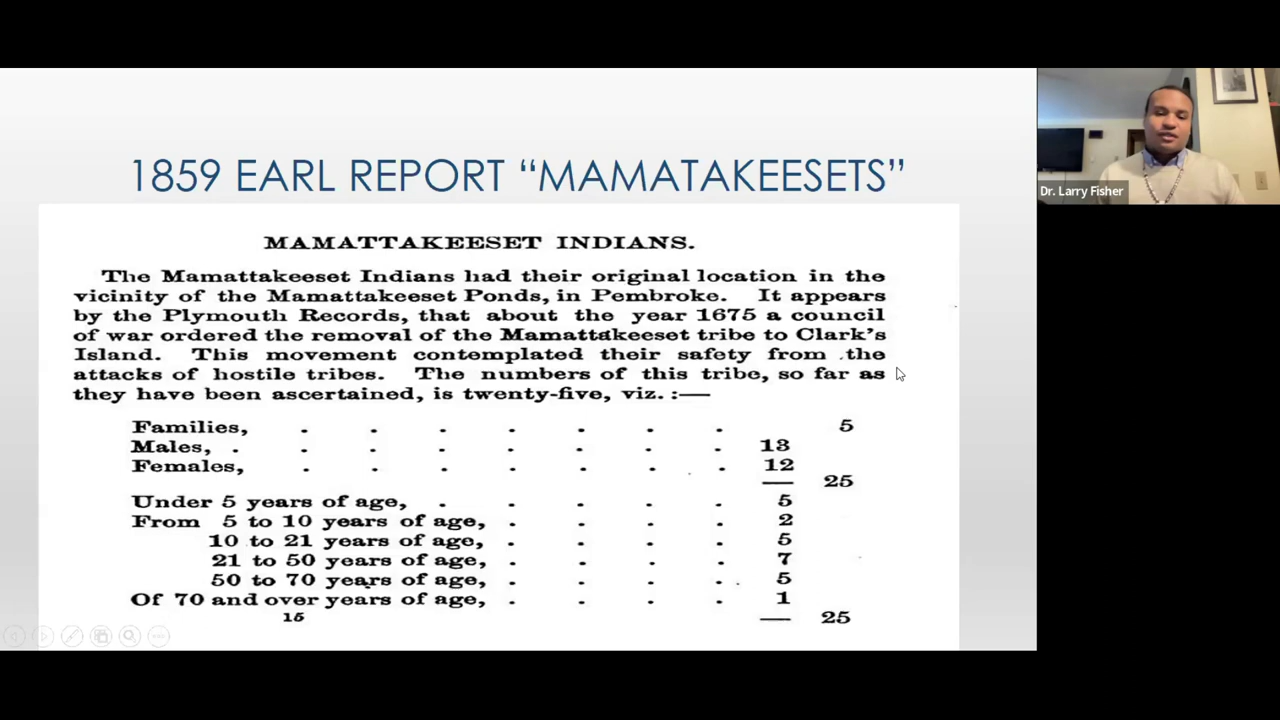 1859 EARL REPORT “MAMATAKEESETS”
Dr. Larry Fisher
MAMATTAKEESET INDIANS.
The Mamattakeeset Indians had their original location in the
vicinity of the Mamattakeeset Ponds, in Pembroke. It appears
by the Plymouth Records, that about the year 1675 a council
of war ordered the removal of the Mamattakeeset tribe to Clark's
Island. This movement contemplated their safety from the
attacks of hostile tribes. The numbers of this tribe, so far as
they have been ascertained, is twenty-five, viz. :—
Families, . . . . . . . 5
Males, . . . . . . . 13
Females, . . . . . . . 12
— 25
Under 5 years of age, . . . . . 5
From 5 to 10 years of age, . . . . 2
10 to 21 years of age, . . . . 5
21 to 50 years of age, . . . . 7
50 to 70 years of age, . . . . 5
Of 70 and over years of age, . . . . 1
15 — 25